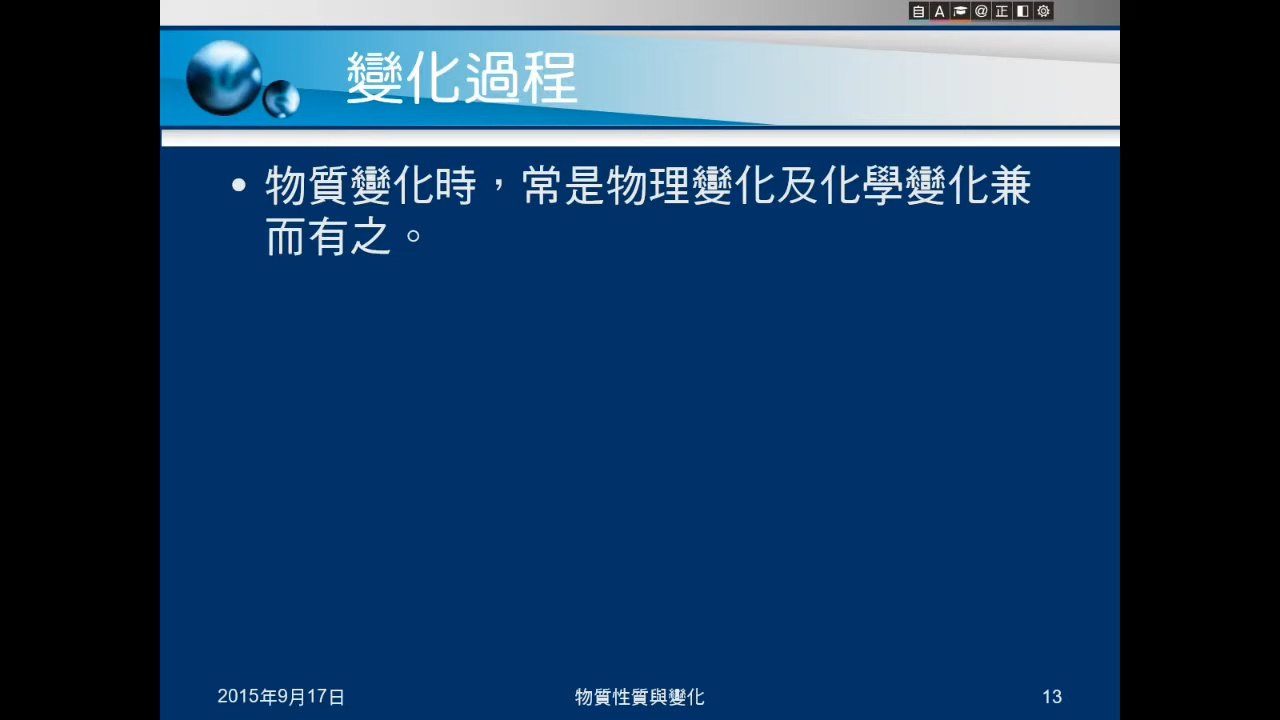 自 A @ 正
變化過程
• 物質變化時，常是物理變化及化學變化兼
而有之。
2015年9月17日 物質性質與變化 13